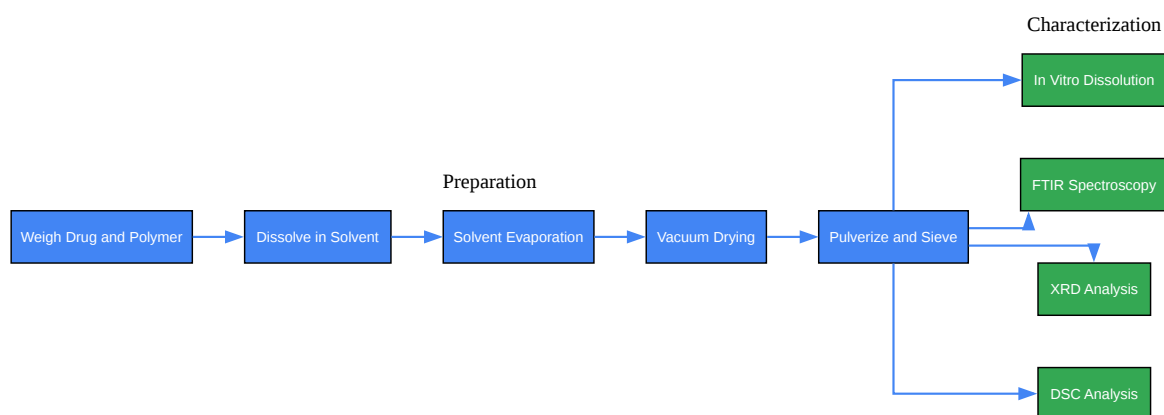 Characterization
In Vitro Dissolution
FTIR Spectroscopy
Preparation
Weigh Drug and Polymer
Dissolve in Solvent
Solvent Evaporation
Vacuum Drying
Pulverize and Sieve
XRD Analysis
DSC Analysis